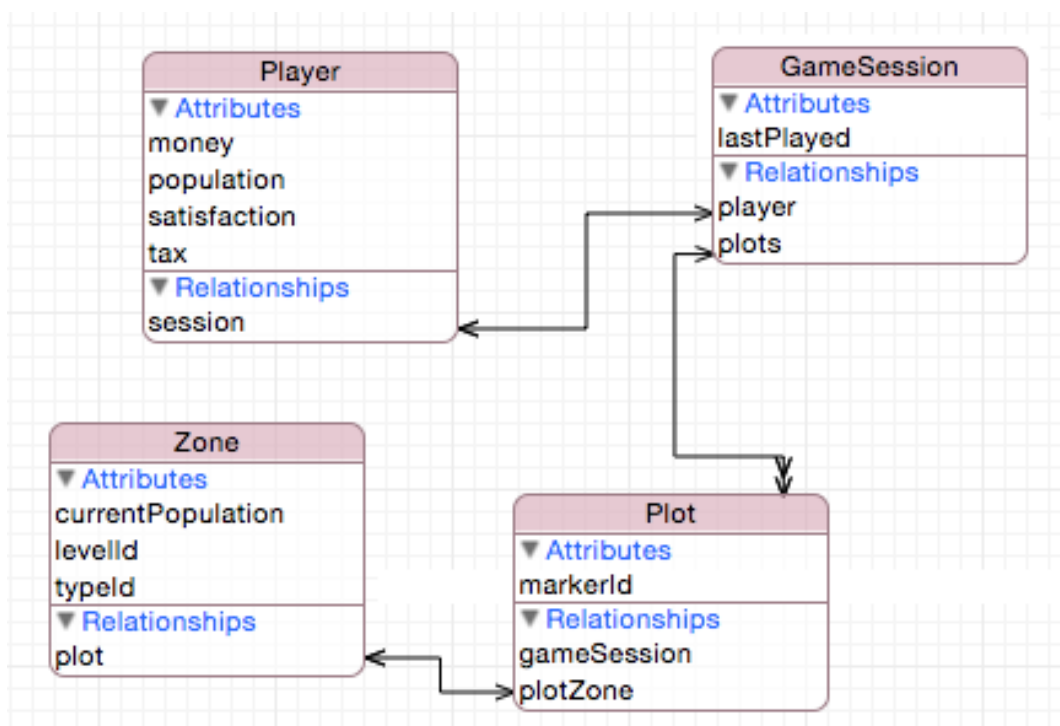 Player
Attributes
money
population
satisfaction
tax
Relationships
session
GameSession
Attributes
lastPlayed
Relationships
player
plots
Zone
Attributes
currentPopulation
levelId
typeId
Relationships
plot
Plot
Attributes
markerId
Relationships
gameSession
plotZone